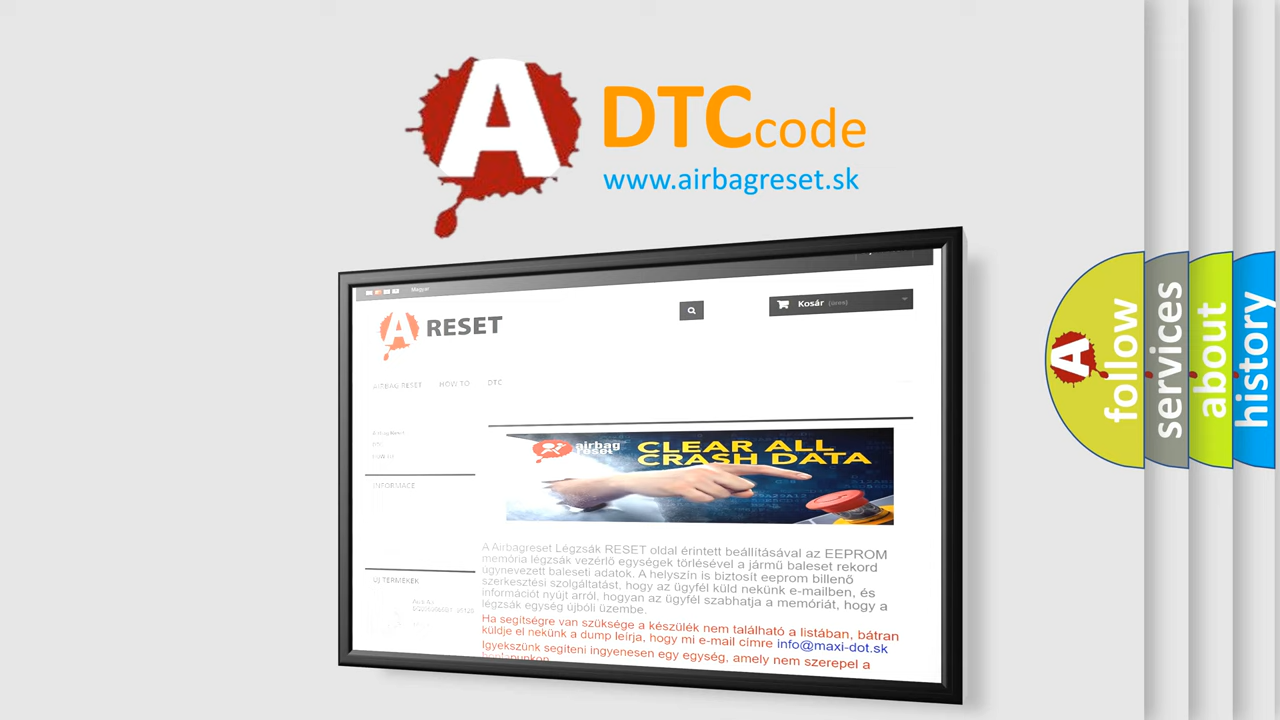 A
DTCcode
www.airbagreset.sk
Magyar
A RESET
Kosár (üres)
AIRBAG RESET HOW TO DTC
INFORMACE
airbag
reset
CLEAR ALL
CRASH DATA
A Airbagreset Légzsák RESET oldal érintett beállításával az EEPROM
memória légzsák vezérlő egységek törlésével a jármű baleset rekord
úgynevezett baleseti adatok. A helyszín is biztosít eeprom billenő
szerkesztési szolgáltatást, hogy az ügyfél küld nekünk e-mailben, és
információt nyújt arról, hogyan az ügyfél szabhatja a memóriát, hogy a
légzsák egység újbóli üzembe.
Ha segítségre van szüksége a készülék nem található a listában, bátran
küldje el nekünk a dump leírja, hogy mi e-mail címre info@maxi-dot.sk
Igyekszünk segíteni ingyenesen egy egység, amely nem szerepel a
ÚJ TERMÉKEK
A
follow
services
about
history